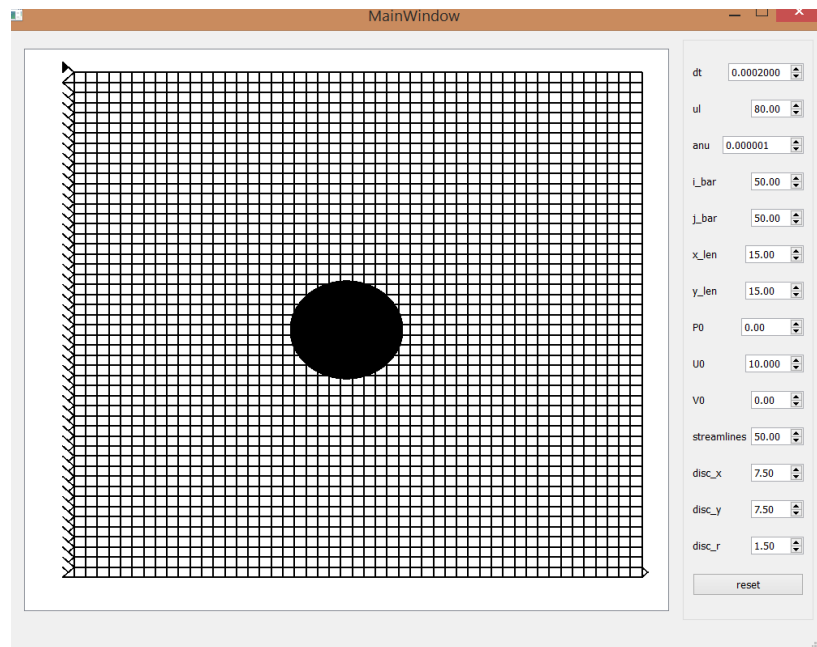 MainWindow
dt 0.0002000
ul 80.00
anu 0.000001
i_bar 50.00
j_bar 50.00
x_len 15.00
y_len 15.00
P0 0.00
U0 10.000
V0 0.00
streamlines 50.00
disc_x 7.50
disc_y 7.50
disc_r 1.50
reset